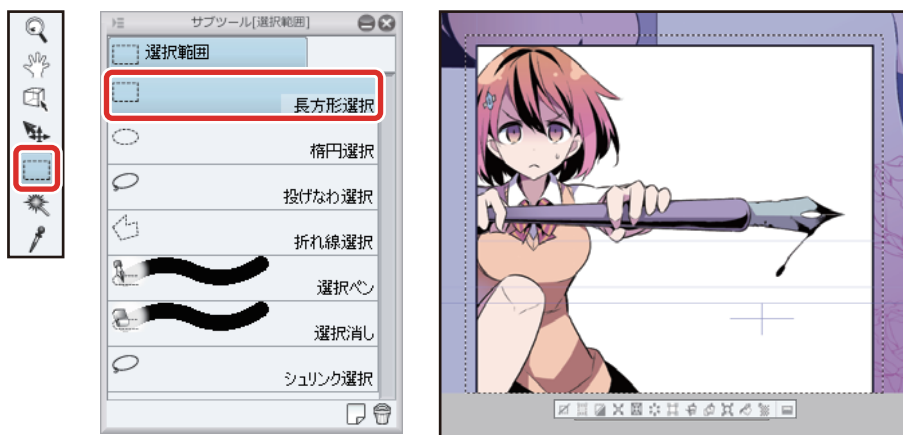 サブツール[選択範囲]
選択範囲
長方形選択
楕円選択
投げなわ選択
折れ線選択
選択ペン
選択消し
シュリンク選択